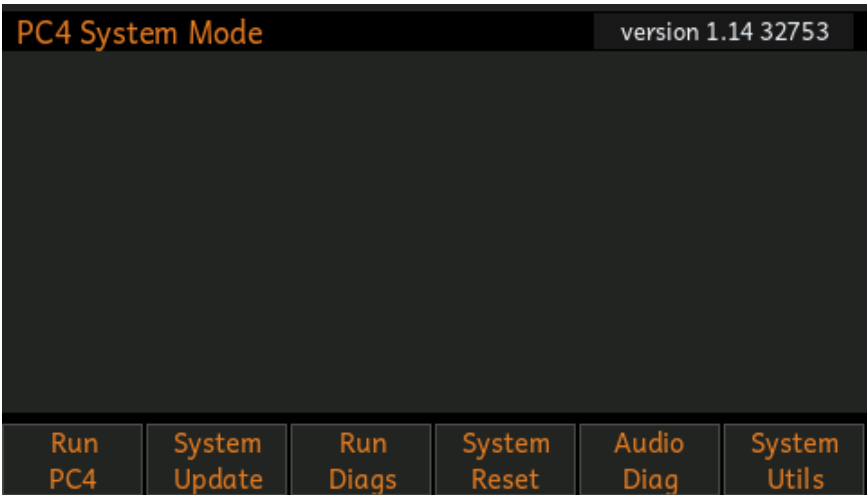 PC4 System Mode
version 1.14 32753
Run PC4
System Update
Run Diags
System Reset
Audio Diag
System Utils